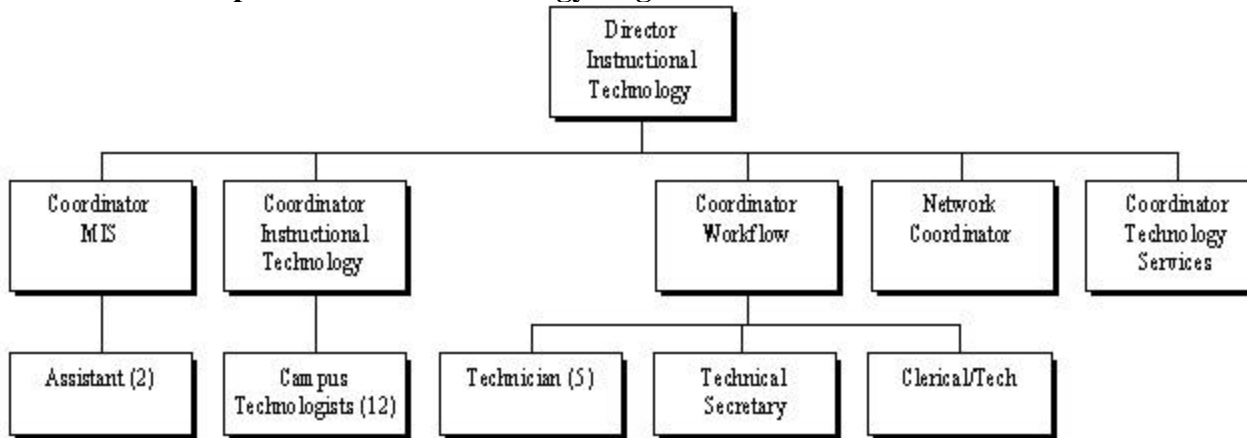 Director
Instructional
Technology
Coordinator
MIS
Coordinator
Instructional
Technology
Coordinator
Workflow
Network
Coordinator
Coordinator
Technology
Services
Assistant (2)
Campus
Technologists (12)
Technician (5)
Technical
Secretary
Clerical/Tech